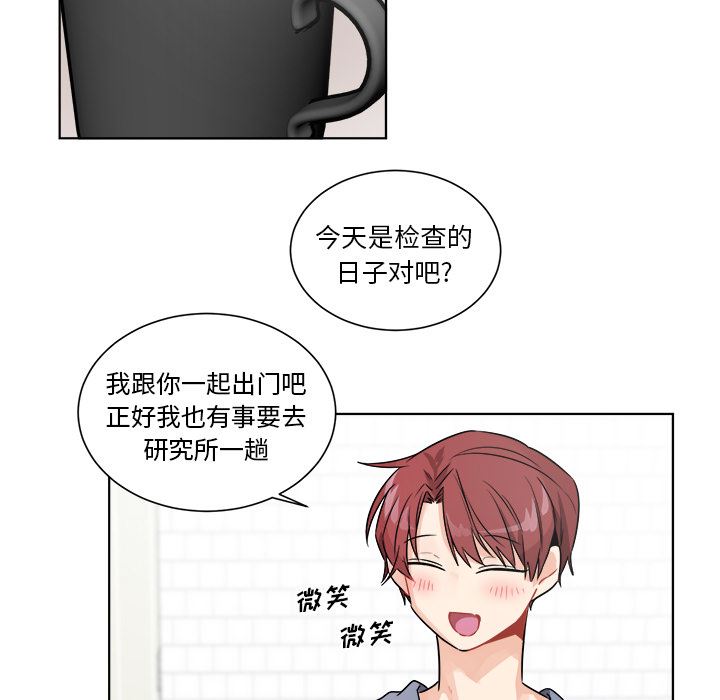 今天是检查的
日子对吧?
我跟你一起出门吧
正好我也有事要去
研究所一趟
微笑
微笑